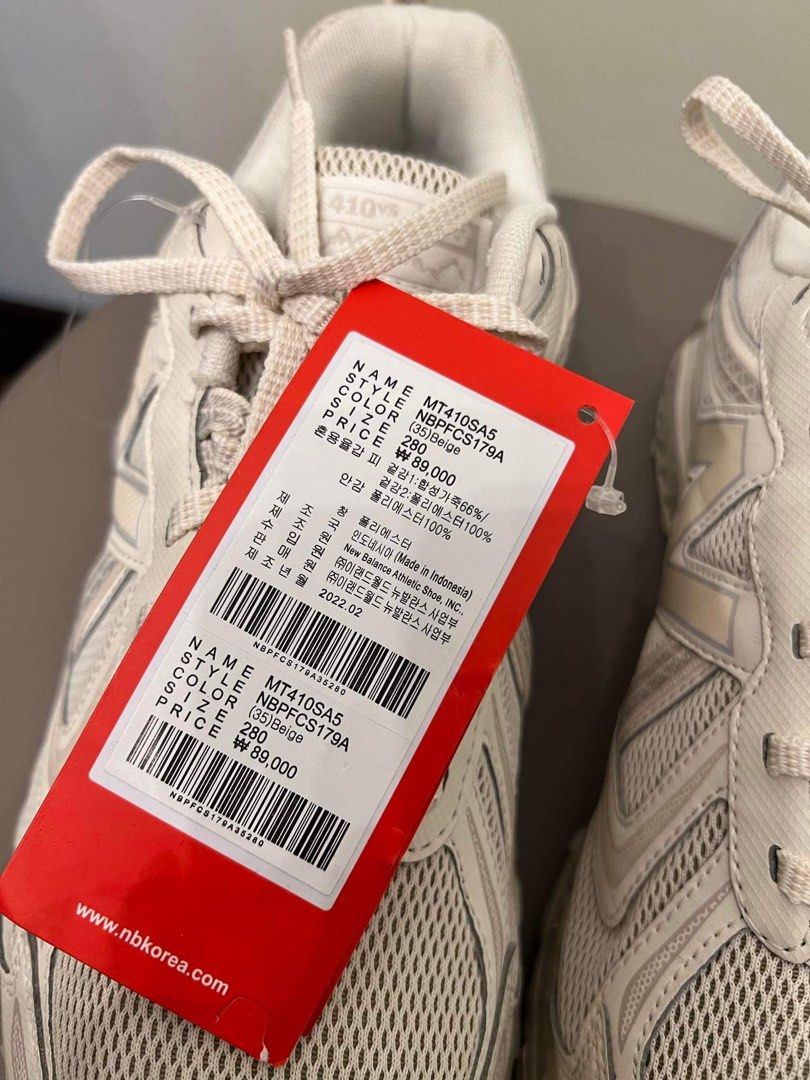 410vs
NAME MT410SA5
STYLE NBPFCS179A
COLOR (35)Beige
SIZE 280
PRICE ₩89,000
혼용율 겉감 겉감1:합성가죽66%/
겉감2:폴리에스터100%
안감 폴리에스터100%
창 폴리에스터
제조국 인도네시아 (Made in Indonesia)
제조원 New Balance Athletic Shoe, INC.,
수입원 ㈜이랜드월드 뉴발란스 사업부
판매원 ㈜이랜드월드 뉴발란스 사업부
제조년월 2022.02
NBPFCS179A35280
NAME MT410SA5
STYLE NBPFCS179A
COLOR (35)Beige
SIZE 280
PRICE ₩89,000
NBPFCS179A35280
www.nbkorea.com